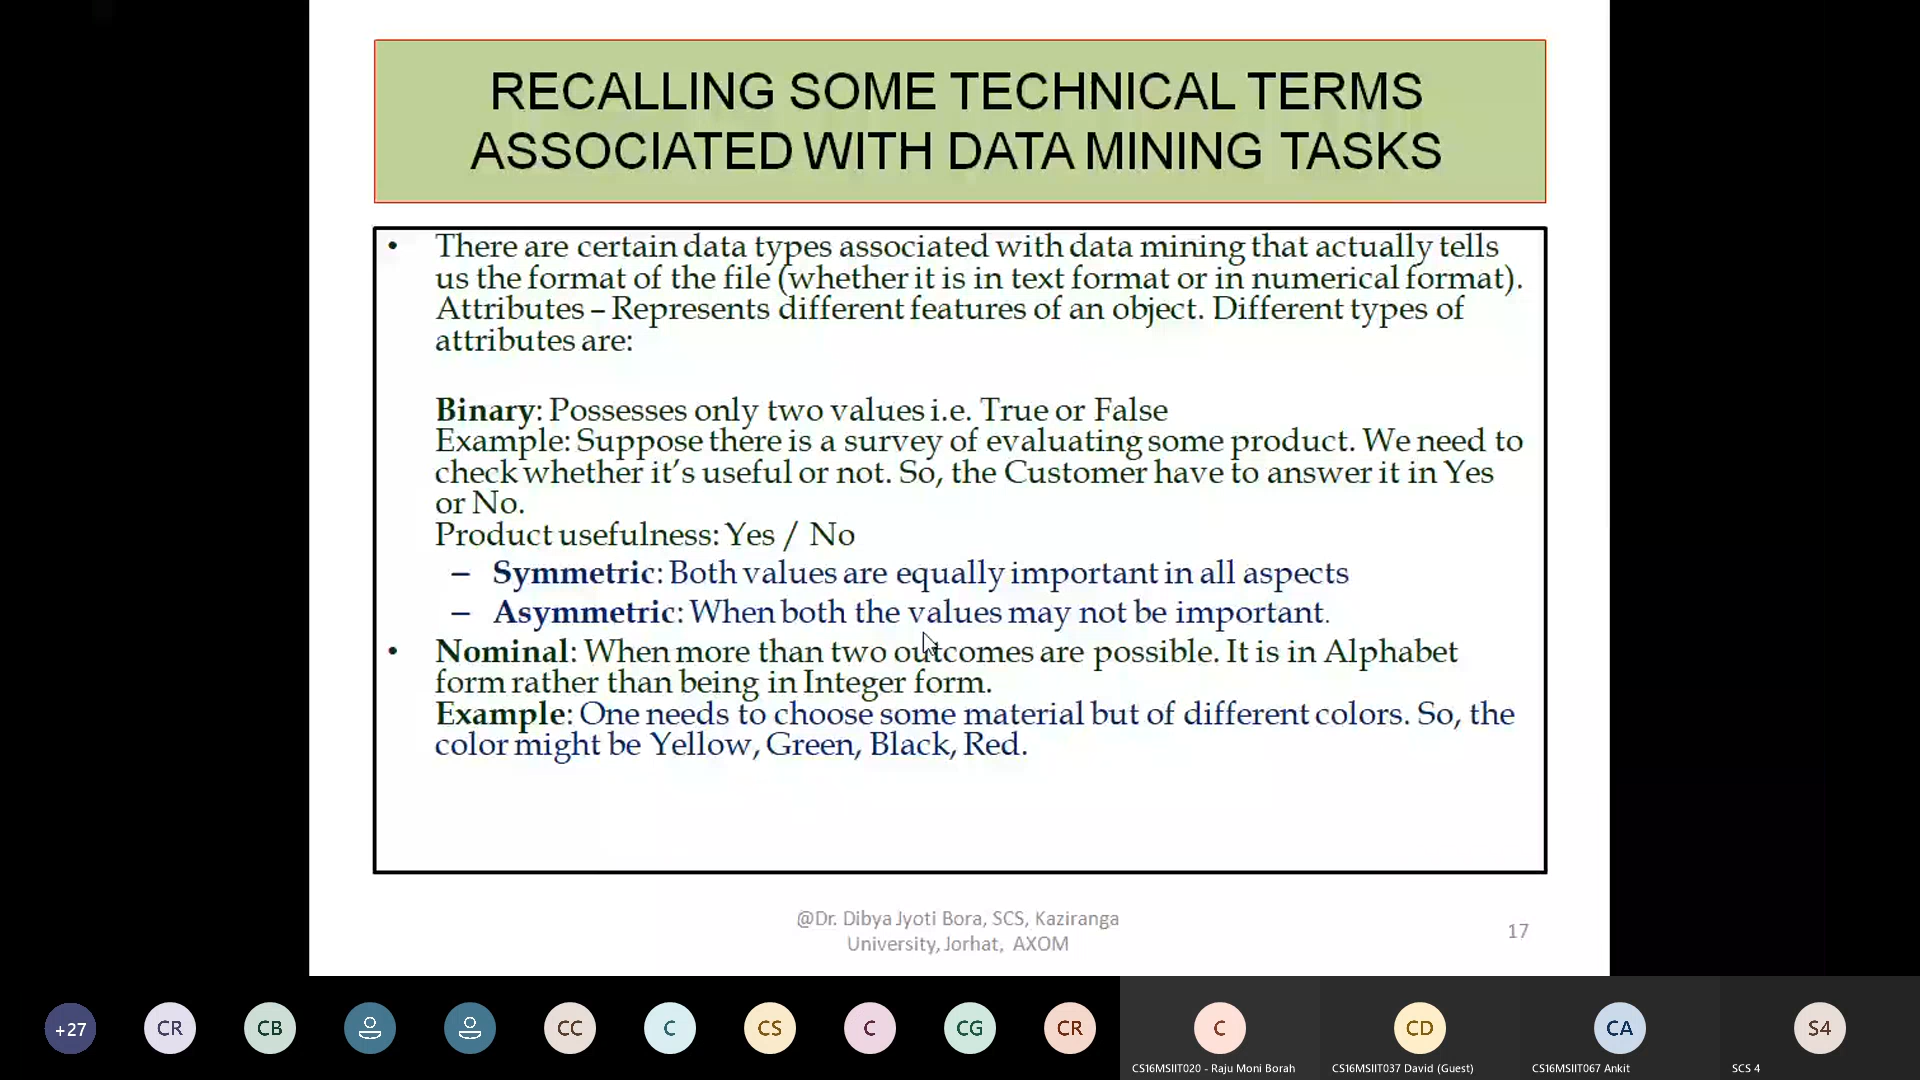 RECALLING SOME TECHNICAL TERMS
ASSOCIATED WITH DATA MINING TASKS
• There are certain data types associated with data mining that actually tells
us the format of the file (whether it is in text format or in numerical format).
Attributes – Represents different features of an object. Different types of
attributes are:
Binary: Possesses only two values i.e. True or False
Example: Suppose there is a survey of evaluating some product. We need to
check whether it's useful or not. So, the Customer have to answer it in Yes
or No.
Product usefulness: Yes / No
– Symmetric: Both values are equally important in all aspects
– Asymmetric: When both the values may not be important.
• Nominal: When more than two outcomes are possible. It is in Alphabet
form rather than being in Integer form.
Example: One needs to choose some material but of different colors. So, the
color might be Yellow, Green, Black, Red.
@Dr. Dibya Jyoti Bora, SCS, Kaziranga
University, Jorhat, AXOM
17
+27 CR CB CC C CS C CG CR C CD CA S4
CS16MSIIT020 - Raju Moni Borah CS16MSIIT037 David (Guest) CS16MSIIT067 Ankit SCS 4